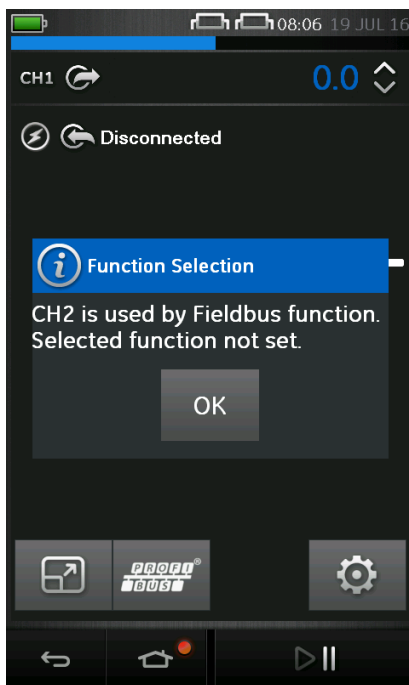 08:06 19 JUL 16
CH1 0.0
Disconnected
Function Selection
CH2 is used by Fieldbus function.
Selected function not set.
OK
PROFI®
BUS